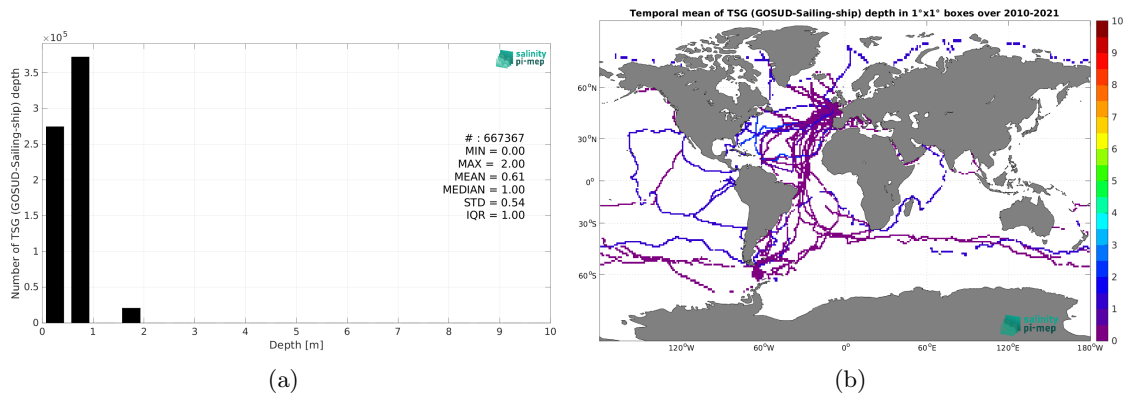 ×10⁵
3.5
3
2.5
2
1.5
1
0.5
0
Number of TSG (GOSUD-Sailing-ship) depth
salinity
pi-mep
# : 667367
MIN = 0.00
MAX = 2.00
MEAN = 0.61
MEDIAN = 1.00
STD = 0.54
IQR = 1.00
0 1 2 3 4 5 6 7 8 9 10
Depth [m]
(a)
Temporal mean of TSG (GOSUD-Sailing-ship) depth in 1°x1° boxes over 2010-2021
60°N
30°N
0°
30°S
60°S
120°W 60°W 0° 60°E 120°E 180°W
salinity
pi-mep
10
9
8
7
6
5
4
3
2
1
0
(b)